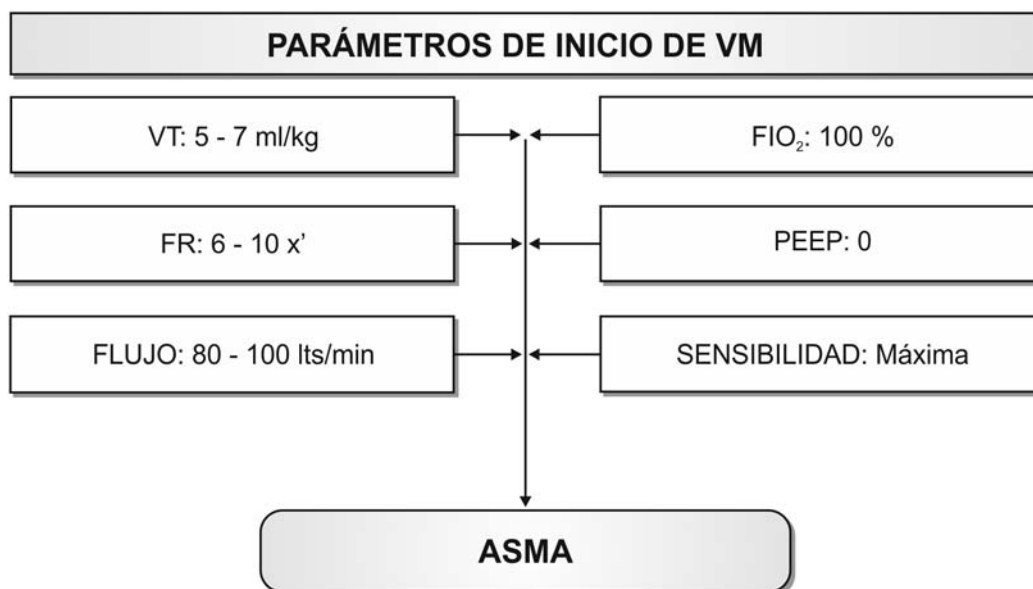 PARÁMETROS DE INICIO DE VM
VT: 5 - 7 ml/kg
FIO₂: 100 %
FR: 6 - 10 x’
PEEP: 0
FLUJO: 80 - 100 lts/min
SENSIBILIDAD: Máxima
ASMA